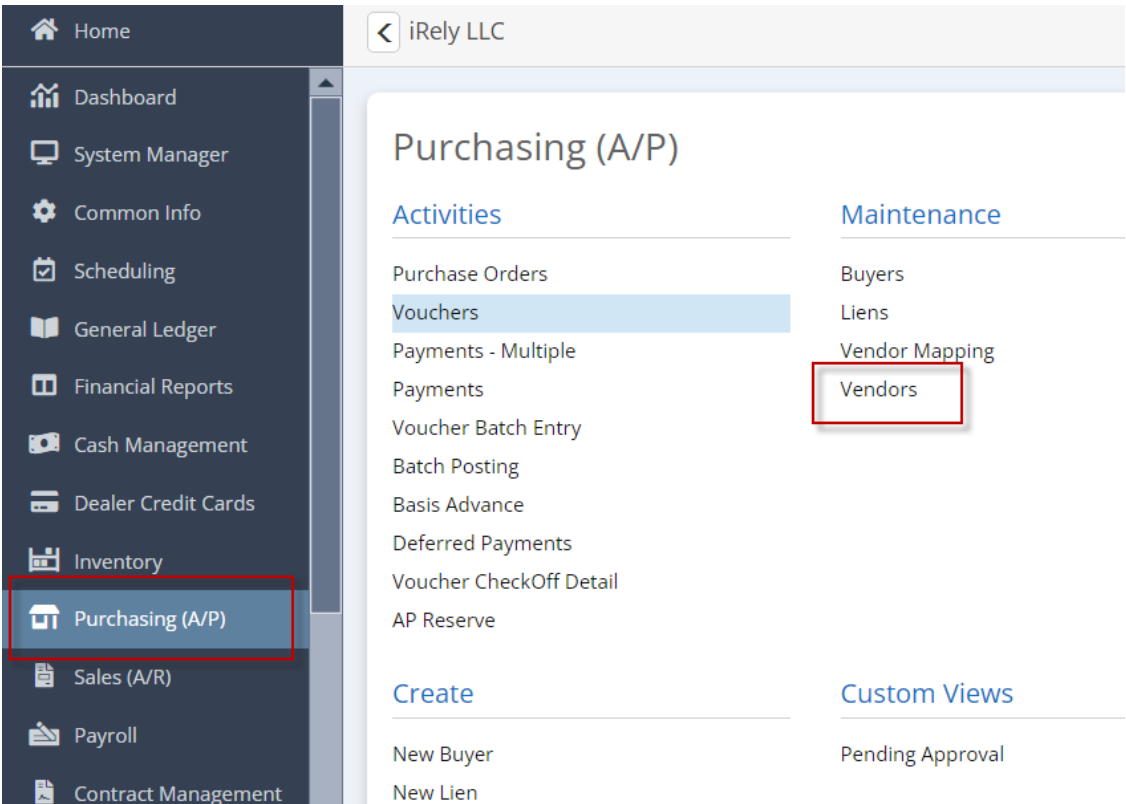 Home
iRely LLC
Dashboard
System Manager
Common Info
Scheduling
General Ledger
Financial Reports
Cash Management
Dealer Credit Cards
Inventory
Purchasing (A/P)
Sales (A/R)
Payroll
Contract Management
Purchasing (A/P)
Activities
Purchase Orders
Vouchers
Payments - Multiple
Payments
Voucher Batch Entry
Batch Posting
Basis Advance
Deferred Payments
Voucher CheckOff Detail
AP Reserve
Maintenance
Buyers
Liens
Vendor Mapping
Vendors
Create
New Buyer
New Lien
Custom Views
Pending Approval